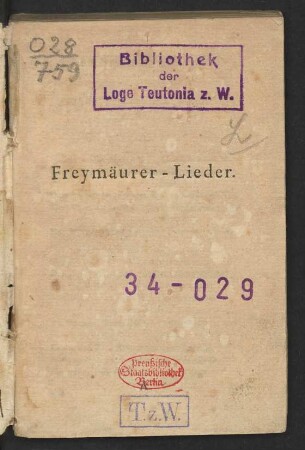 028
759
Bibliothek
der
Loge Teutonia z. W.
Freymäurer - Lieder.
34-029
Preußische
Staatsbibliothek
Berlin
T.z.W.